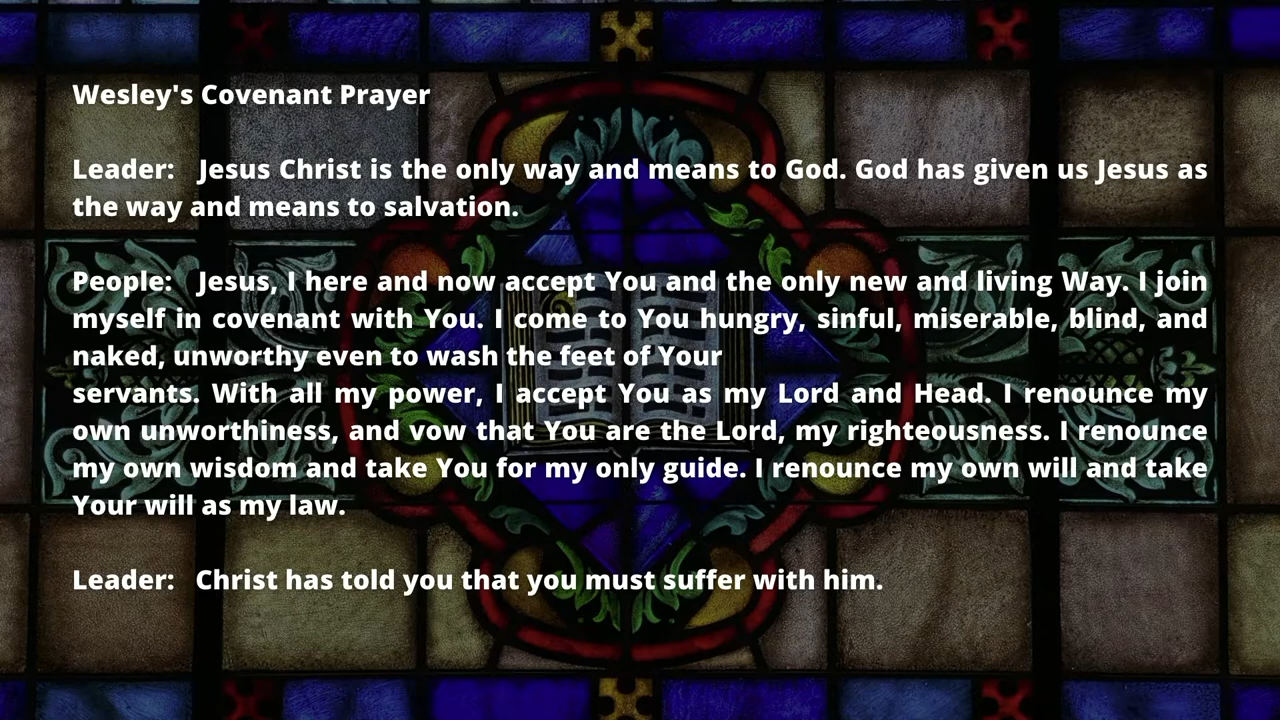 Wesley's Covenant Prayer
Leader: Jesus Christ is the only way and means to God. God has given us Jesus as
the way and means to salvation.
People: Jesus, I here and now accept You and the only new and living Way. I join
myself in covenant with You. I come to You hungry, sinful, miserable, blind, and
naked, unworthy even to wash the feet of Your
servants. With all my power, I accept You as my Lord and Head. I renounce my
own unworthiness, and vow that You are the Lord, my righteousness. I renounce
my own wisdom and take You for my only guide. I renounce my own will and take
Your will as my law.
Leader: Christ has told you that you must suffer with him.